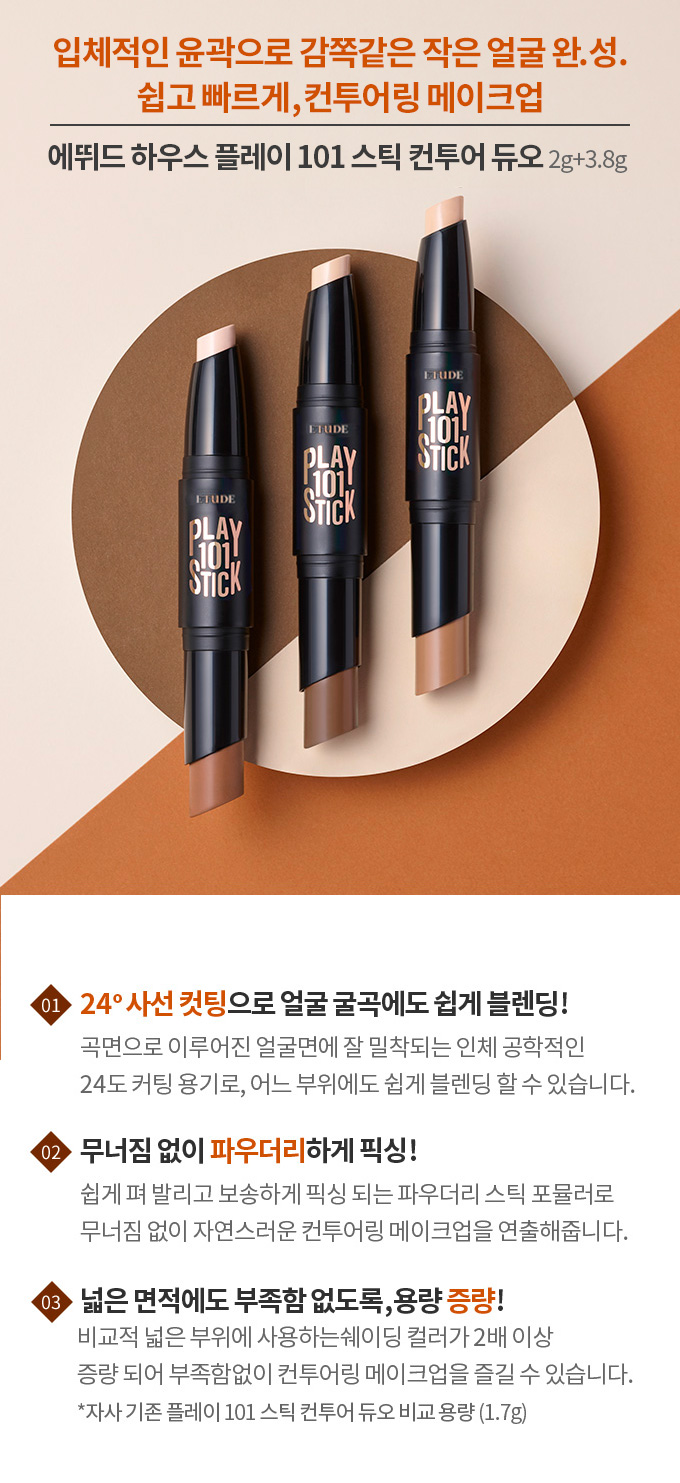 입체적인 윤곽으로 감쪽같은 작은 얼굴 완.성.
쉽고 빠르게,컨투어링 메이크업
에뛰드 하우스 플레이 101 스틱 컨투어 듀오 2g+3.8g
ETUDE
PLAY
101
STICK
ETUDE
PLAY
101
STICK
ETUDE
PLAY
101
STICK
01 24° 사선 컷팅으로 얼굴 굴곡에도 쉽게 블렌딩!
곡면으로 이루어진 얼굴면에 잘 밀착되는 인체 공학적인
24도 커팅 용기로, 어느 부위에도 쉽게 블렌딩 할 수 있습니다.
02 무너짐 없이 파우더리하게 픽싱!
쉽게 펴 발리고 보송하게 픽싱 되는 파우더리 스틱 포뮬러로
무너짐 없이 자연스러운 컨투어링 메이크업을 연출해줍니다.
03 넓은 면적에도 부족함 없도록,용량 증량!
비교적 넓은 부위에 사용하는쉐이딩 컬러가 2배 이상
증량 되어 부족함없이 컨투어링 메이크업을 즐길 수 있습니다.
*자사 기존 플레이 101 스틱 컨투어 듀오 비교 용량 (1.7g)